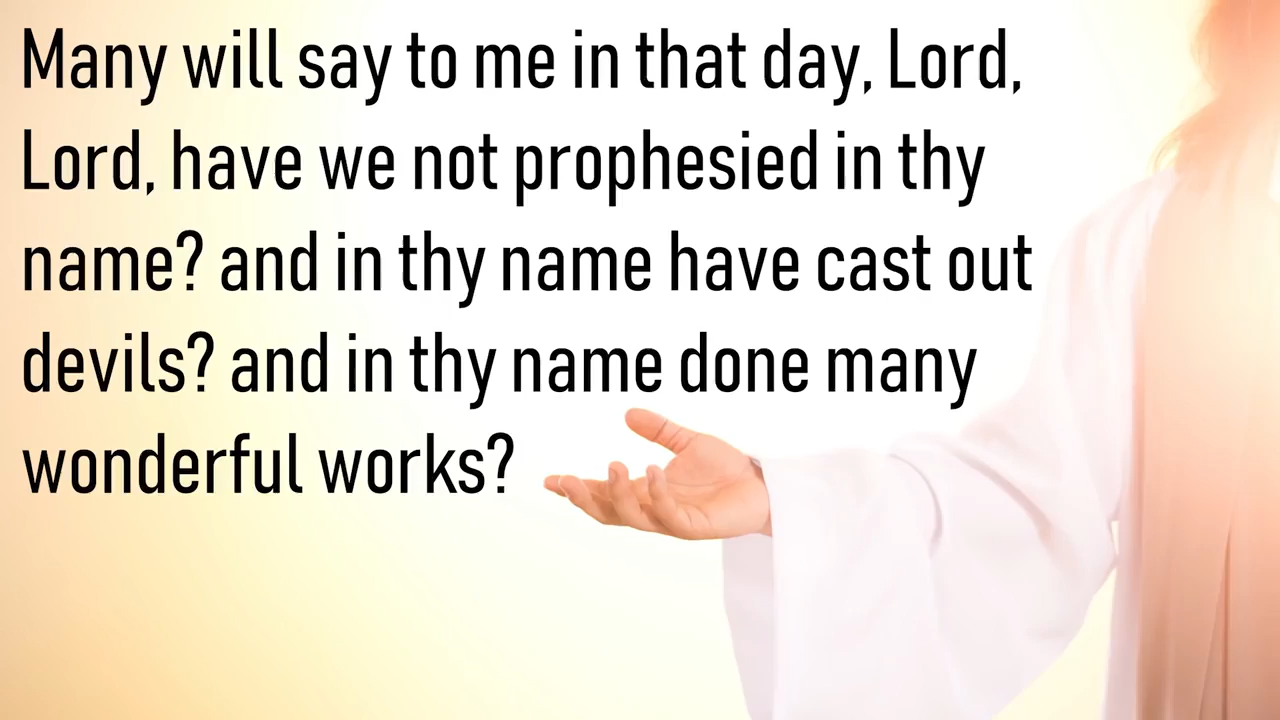 Many will say to me in that day, Lord,
Lord, have we not prophesied in thy
name? and in thy name have cast out
devils? and in thy name done many
wonderful works?